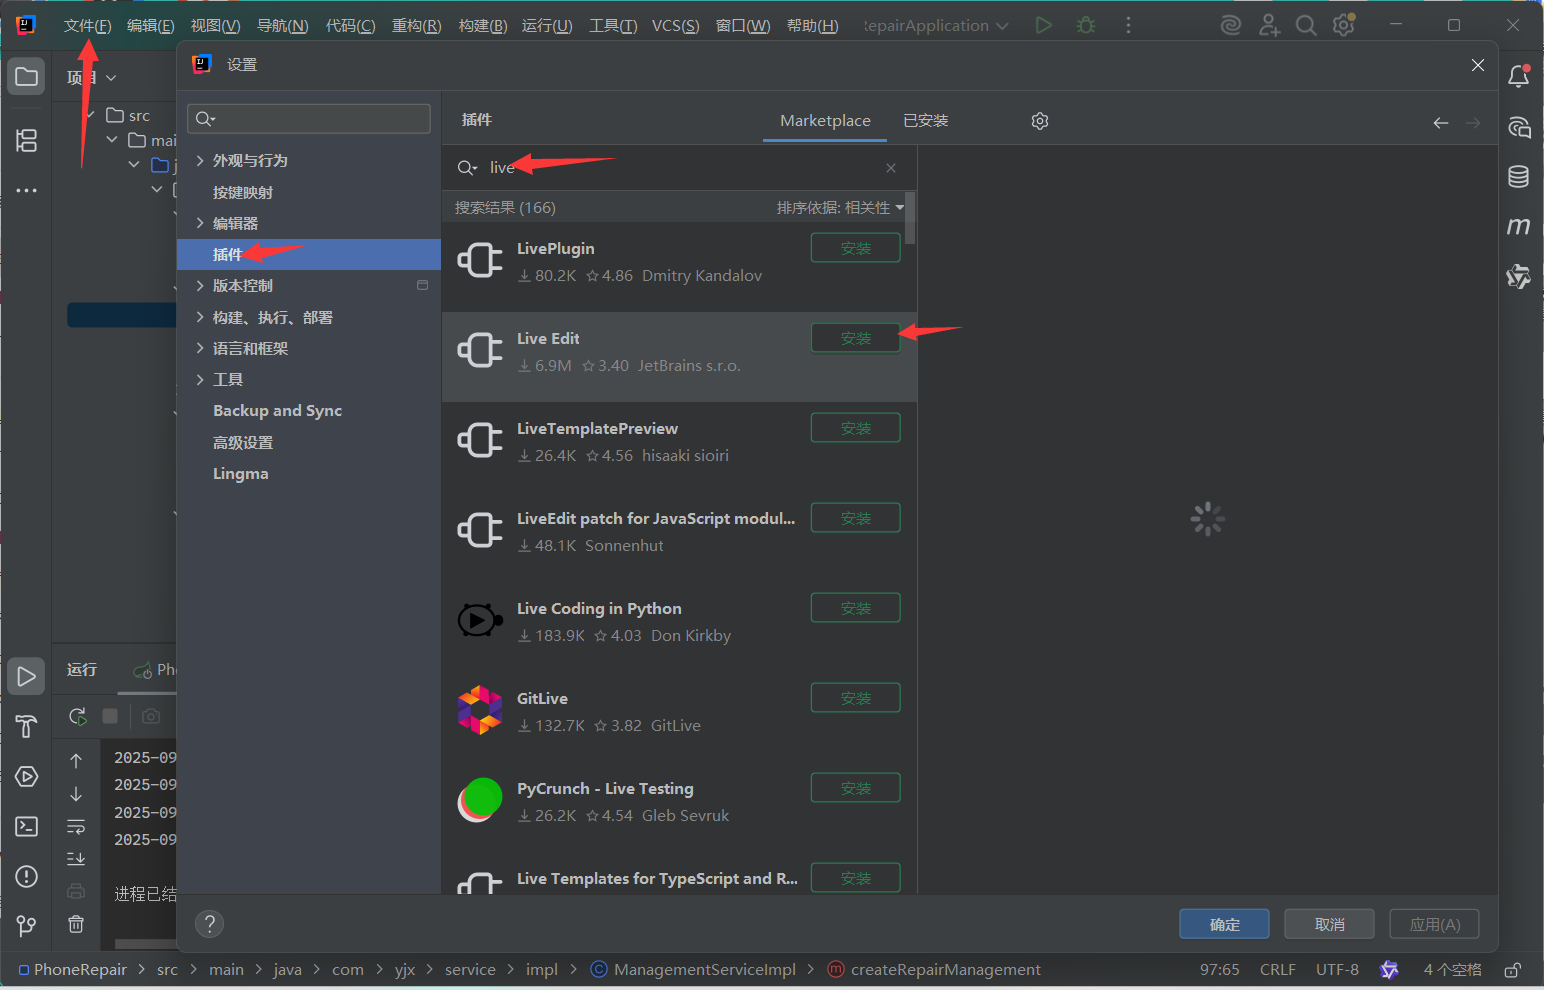 文件(F) 编辑(E) 视图(V) 导航(N) 代码(C) 重构(R) 构建(B) 运行(U) 工具(T) VCS(S) 窗口(W) 帮助(H) epairApplication
设置
项目
src
mai
j
外观与行为
按键映射
编辑器
插件
版本控制
构建、执行、部署
语言和框架
工具
Backup and Sync
高级设置
Lingma
插件 Marketplace 已安装
live
搜索结果 (166) 排序依据: 相关性
LivePlugin 安装
80.2K 4.86 Dmitry Kandalov
Live Edit 安装
6.9M 3.40 JetBrains s.r.o.
LiveTemplatePreview 安装
26.4K 4.56 hisaaki sioiri
LiveEdit patch for JavaScript modul... 安装
48.1K Sonnenhut
Live Coding in Python 安装
183.9K 4.03 Don Kirkby
GitLive 安装
132.7K 3.82 GitLive
PyCrunch - Live Testing 安装
26.2K 4.54 Gleb Sevruk
Live Templates for TypeScript and R... 安装
运行 Pho
2025-09
2025-09
2025-09
2025-09
进程已结
? 确定 取消 应用(A)
PhoneRepair > src > main > java > com > yjx > service > impl > ManagementServiceImpl > createRepairManagement 97:65 CRLF UTF-8 4 个空格